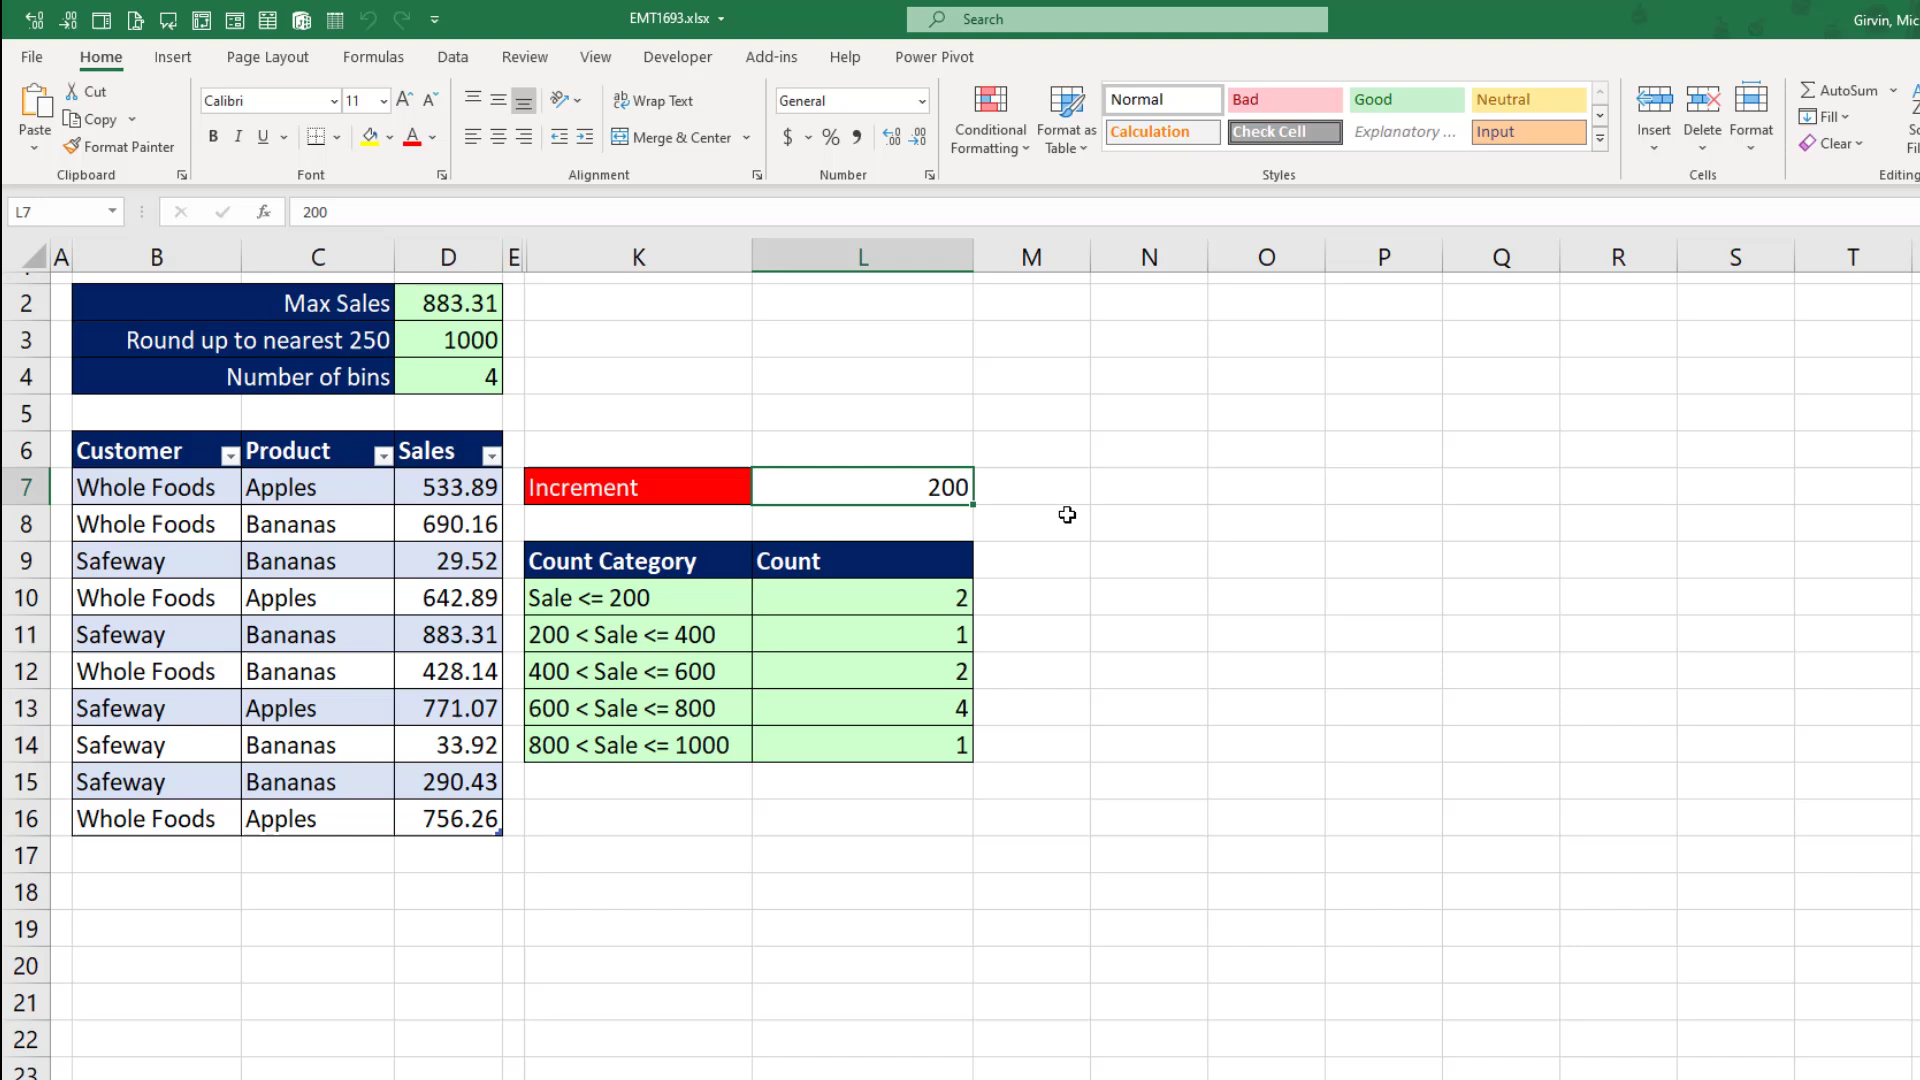 EMT1693.xlsx
Search
Girvin, Mic
File Home Insert Page Layout Formulas Data Review View Developer Add-ins Help Power Pivot
Paste
Cut
Copy
Format Painter
Clipboard
Calibri 11
B I U
Font
Wrap Text
Merge & Center
Alignment
General
$ % ,
Number
Conditional Formatting
Format as Table
Normal Bad Good Neutral
Calculation Check Cell Explanatory ... Input
Styles
Insert Delete Format
Cells
AutoSum
Fill
Clear
Editing
L7 fx 200
A B C D E K L M N O P Q R S T
2 Max Sales 883.31
3 Round up to nearest 250 1000
4 Number of bins 4
5
6 Customer Product Sales
7 Whole Foods Apples 533.89 Increment 200
8 Whole Foods Bananas 690.16
9 Safeway Bananas 29.52 Count Category Count
10 Whole Foods Apples 642.89 Sale <= 200 2
11 Safeway Bananas 883.31 200 < Sale <= 400 1
12 Whole Foods Bananas 428.14 400 < Sale <= 600 2
13 Safeway Apples 771.07 600 < Sale <= 800 4
14 Safeway Bananas 33.92 800 < Sale <= 1000 1
15 Safeway Bananas 290.43
16 Whole Foods Apples 756.26
17
18
19
20
21
22
23